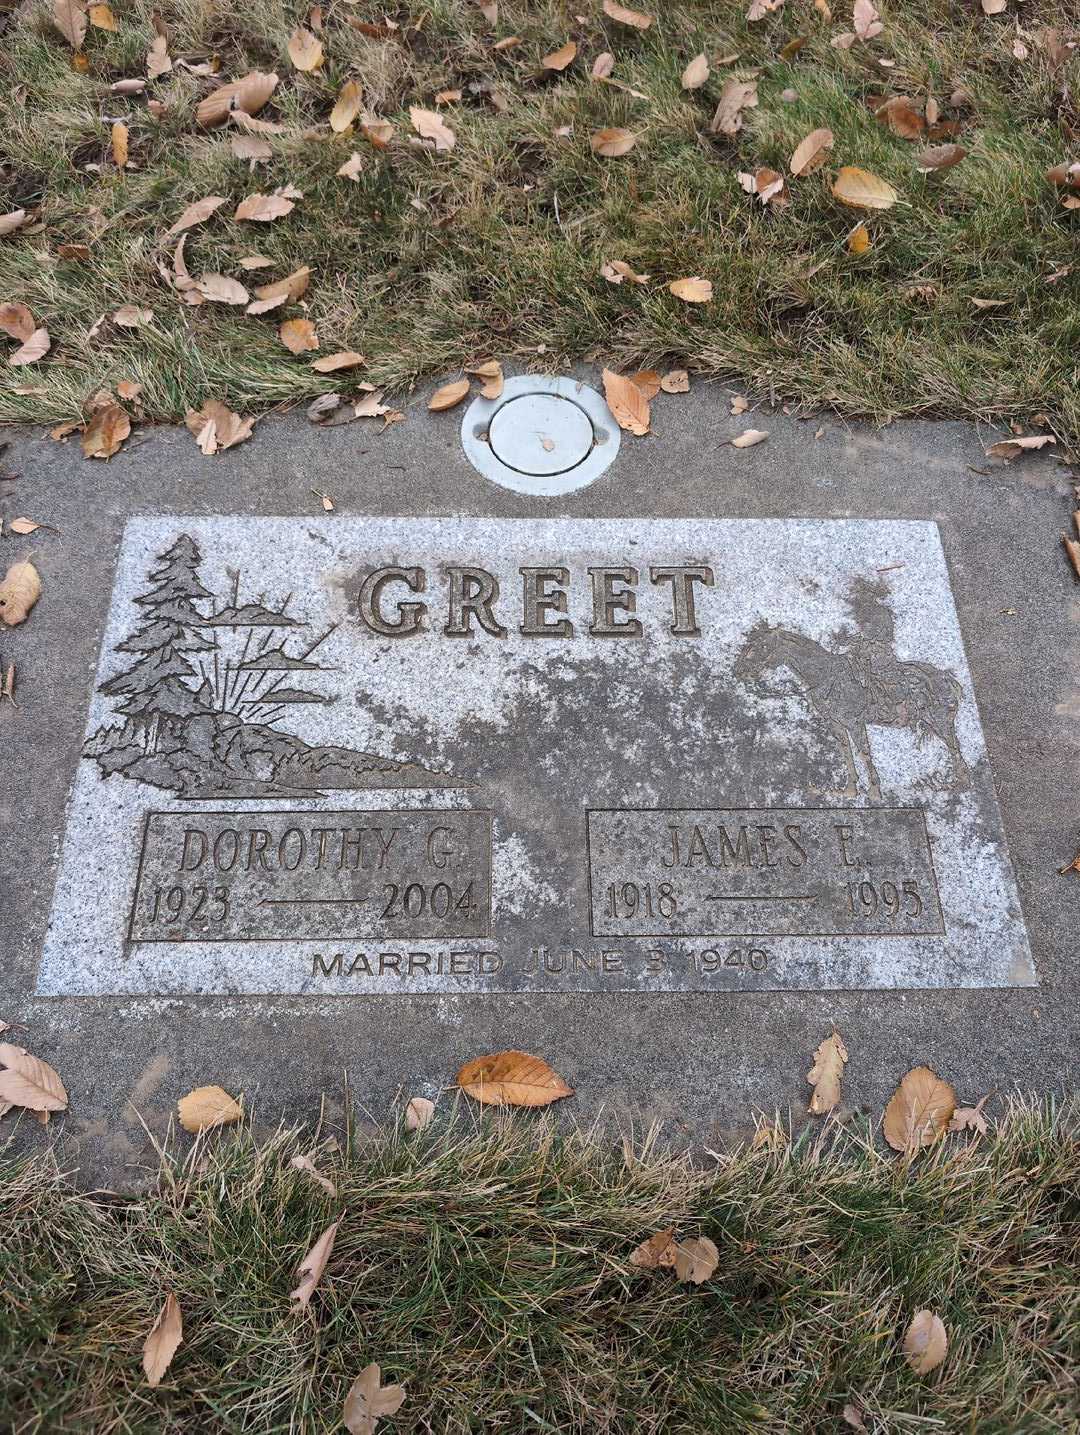 GREET
DOROTHY G.
1923 — 2004
JAMES E.
1918 — 1995
MARRIED JUNE 3 1940